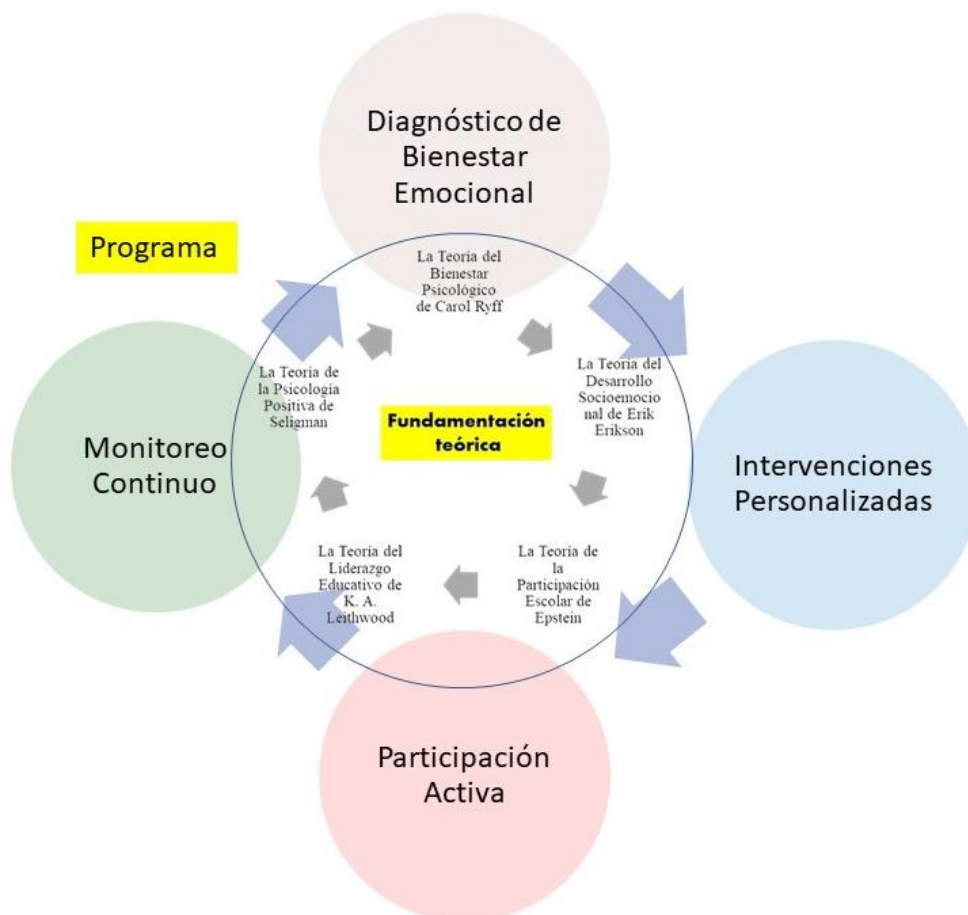 Diagnóstico de
Bienestar
Emocional
Programa
La Teoría del
Bienestar
Psicológico
de Carol Ryff
La Teoría de
la Psicología
Positiva de
Seligman
La Teoría del
Desarrollo
Socioemocio
nal de Erik
Erikson
Fundamentación
teórica
Monitoreo
Continuo
Intervenciones
Personalizadas
La Teoría del
Liderazgo
Educativo de
K. A.
Leithwood
La Teoría de
la
Participación
Escolar de
Epstein
Participación
Activa